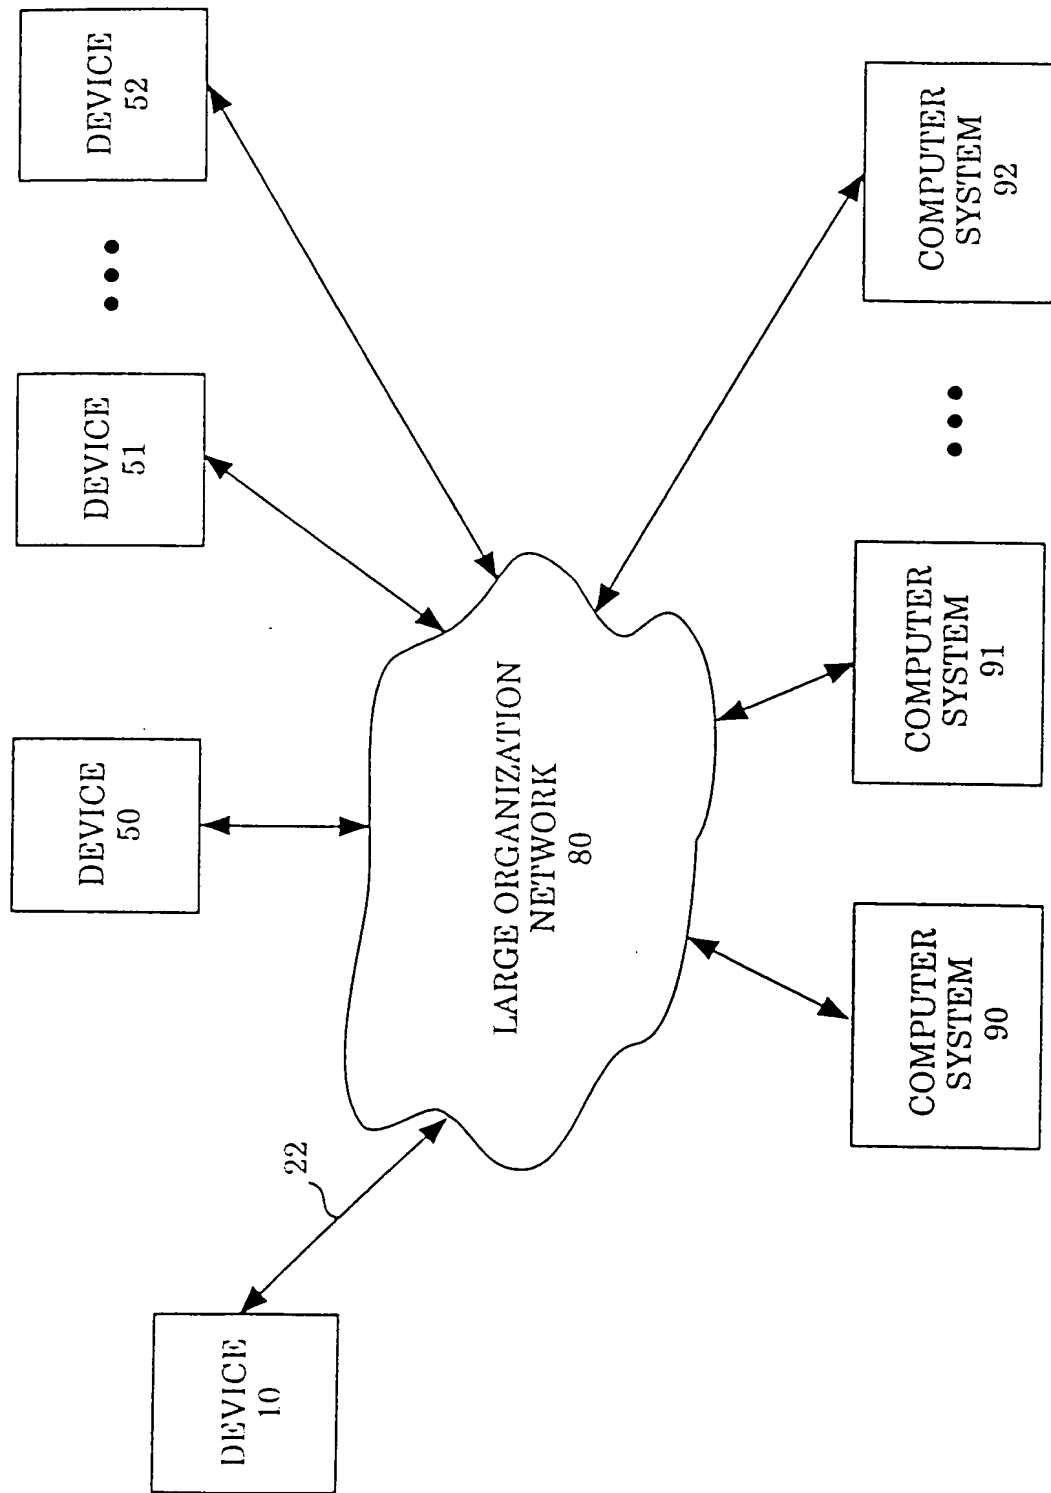 DEVICE
10
22
DEVICE
50
DEVICE
51
DEVICE
52
LARGE ORGANIZATION
NETWORK
80
COMPUTER
SYSTEM
90
COMPUTER
SYSTEM
91
COMPUTER
SYSTEM
92